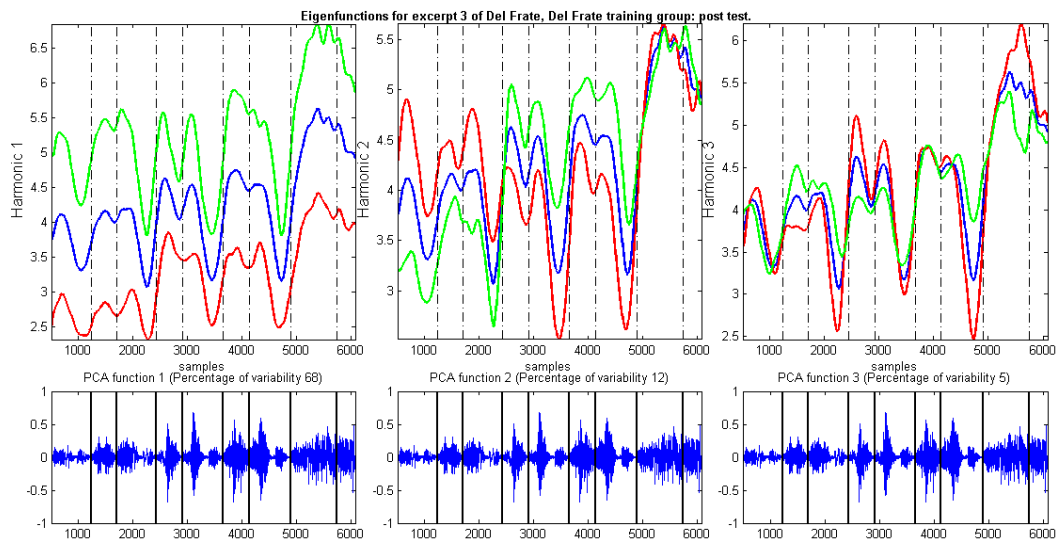 Eigenfunctions for excerpt 3 of Del Frate, Del Frate training group: post test.
Harmonic 1
6.5
6
5.5
5
4.5
4
3.5
3
2.5
1000 2000 3000 4000 5000 6000
samples
Harmonic 2
5.5
5
4.5
4
3.5
3
1000 2000 3000 4000 5000 6000
samples
Harmonic 3
6
5.5
5
4.5
4
3.5
3
2.5
1000 2000 3000 4000 5000 6000
samples
PCA function 1 (Percentage of variability 68)
1
0.5
0
-0.5
-1
1000 2000 3000 4000 5000 6000
PCA function 2 (Percentage of variability 12)
1
0.5
0
-0.5
-1
1000 2000 3000 4000 5000 6000
PCA function 3 (Percentage of variability 5)
1
0.5
0
-0.5
-1
1000 2000 3000 4000 5000 6000